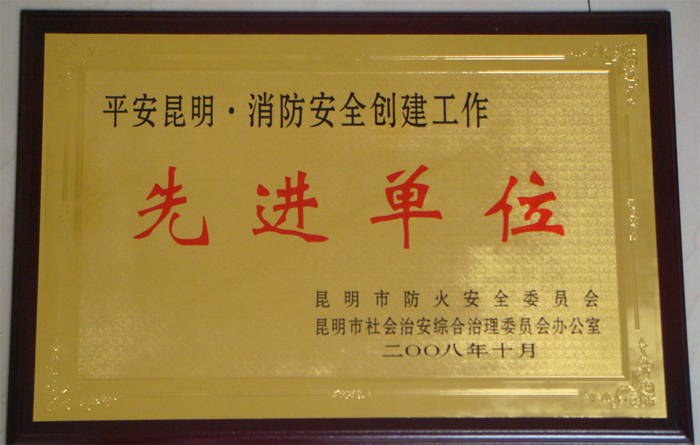 平安昆明·消防安全创建工作
先进单位
昆明市防火安全委员会
昆明市社会治安综合治理委员会办公室
二〇〇八年十月